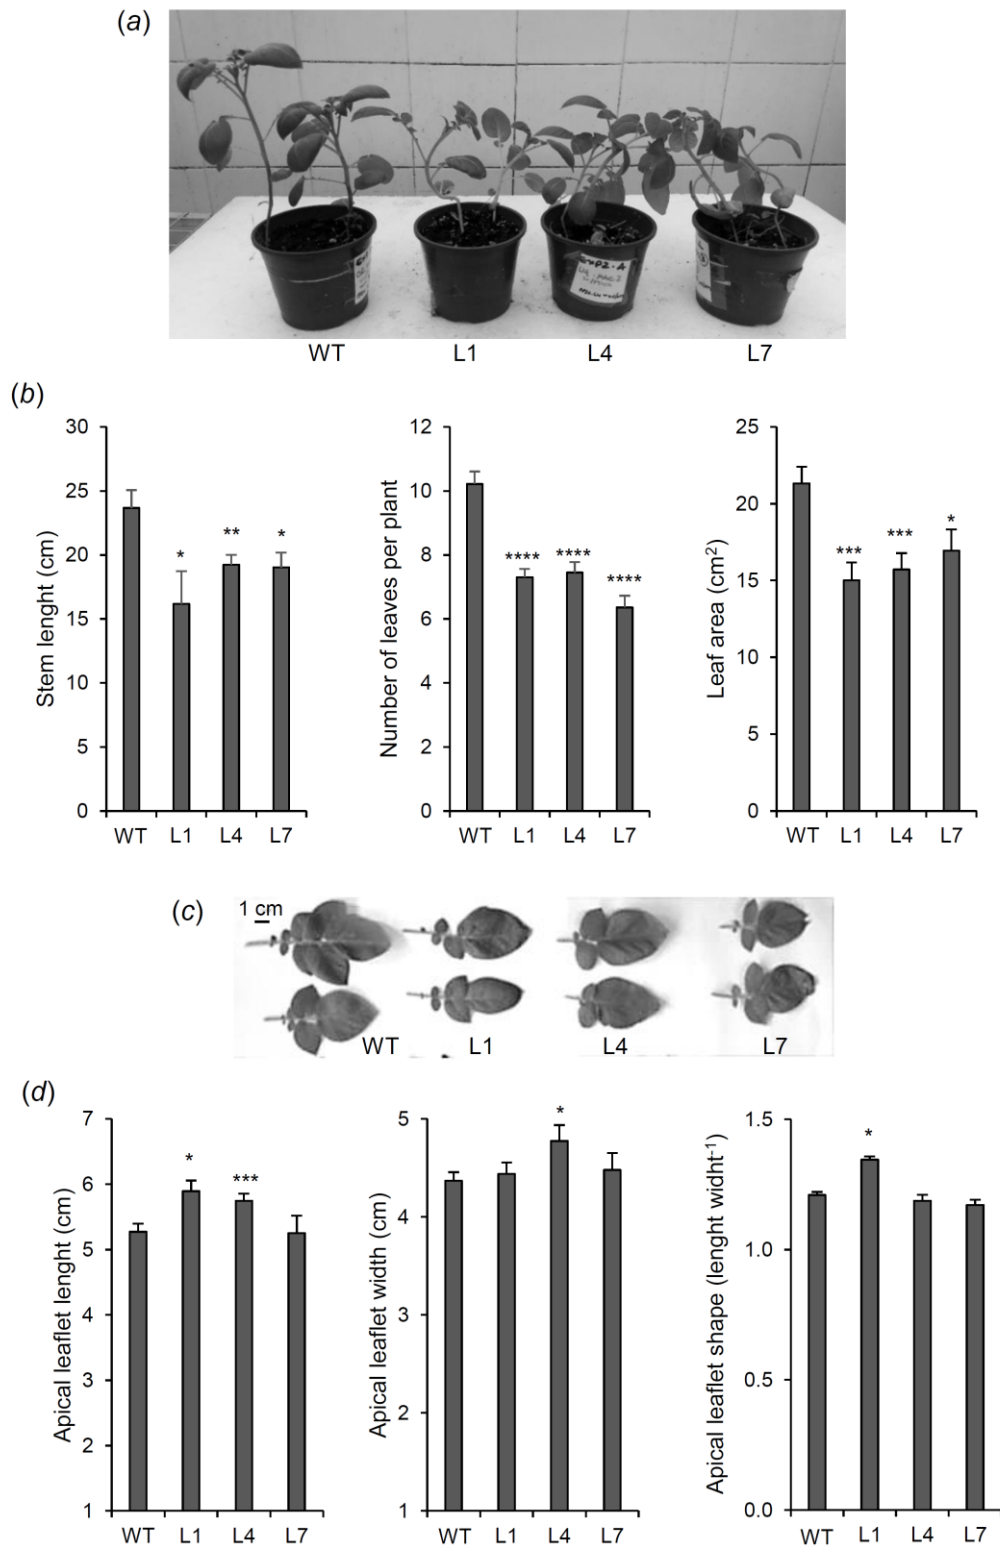 (a)
WT L1 L4 L7
(b)
Stem lenght (cm)
30
25
20
15
10
5
0
* ** *
WT L1 L4 L7
Number of leaves per plant
12
10
8
6
4
2
0
**** **** ****
WT L1 L4 L7
Leaf area (cm²)
25
20
15
10
5
0
*** *** *
WT L1 L4 L7
(c)
1 cm
WT L1 L4 L7
(d)
Apical leaflet lenght (cm)
7
6
5
4
3
2
1
* ***
WT L1 L4 L7
Apical leaflet width (cm)
5
4
3
2
1
*
WT L1 L4 L7
Apical leaflet shape (lenght widht⁻¹)
1.5
1.0
0.5
0.0
*
WT L1 L4 L7